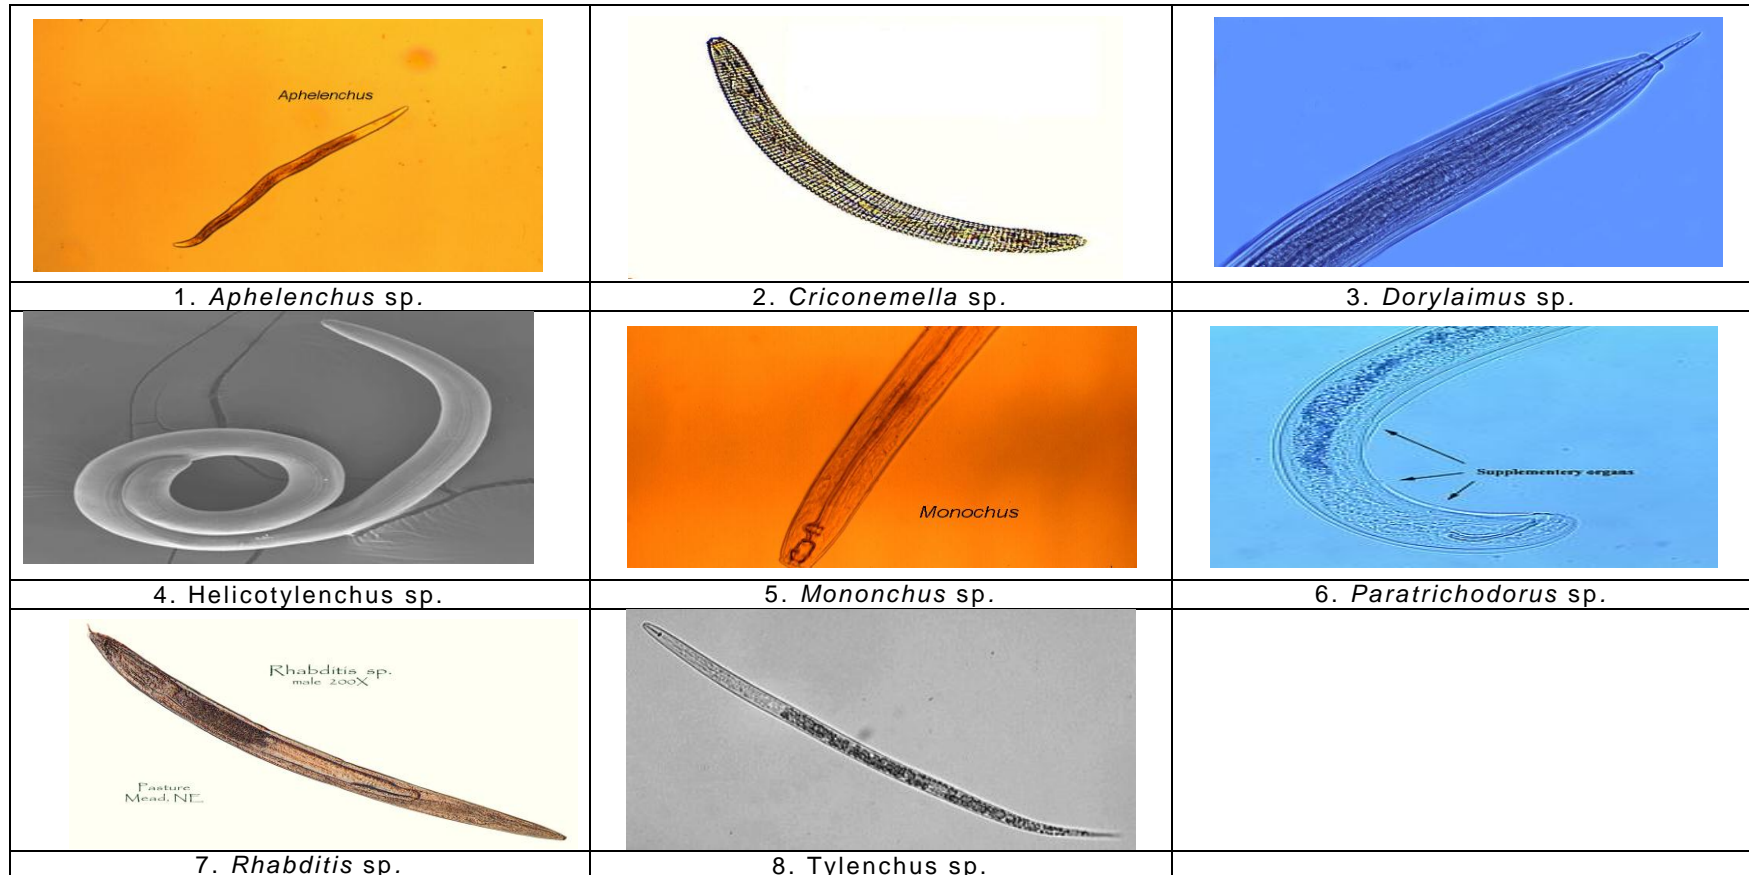 Aphelenchus
1. Aphelenchus sp.
2. Criconemella sp.
3. Dorylaimus sp.
4. Helicotylenchus sp.
Monochus
5. Mononchus sp.
Supplementery organs
6. Paratrichodorus sp.
Rhabditis sp.
male 200X
Pasture
Mead, NE
7. Rhabditis sp.
8. Tylenchus sp.